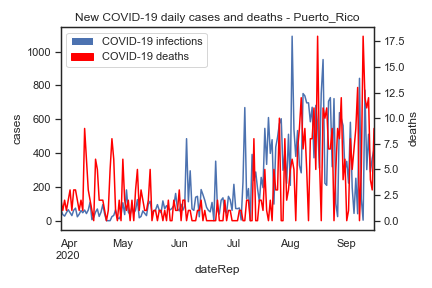 New COVID-19 daily cases and deaths - Puerto_Rico
COVID-19 infections
COVID-19 deaths
cases
1000
800
600
400
200
0
deaths
17.5
15.0
12.5
10.0
7.5
5.0
2.5
0.0
Apr
2020
May
Jun
Jul
Aug
Sep
dateRep